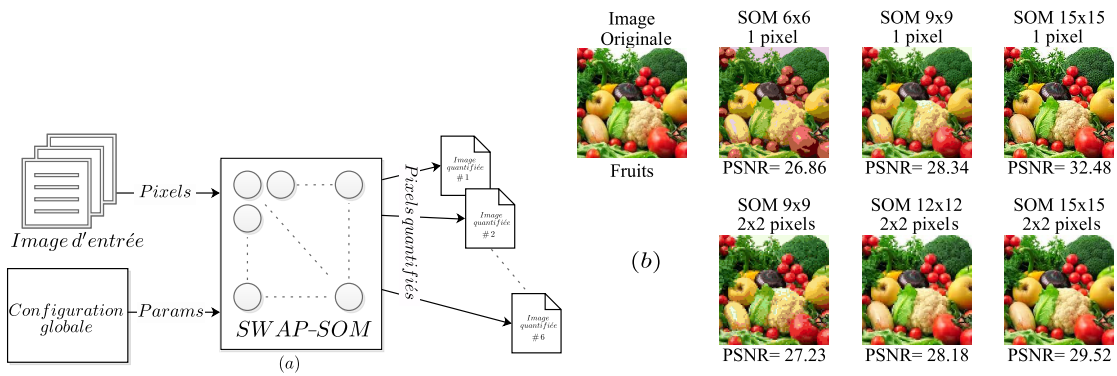 Pixels
Image d'entrée
Configuration
globale
Params
SWAP-SOM
Pixels quantifiés
Image
quantifiée
#1
Image
quantifiée
#2
Image
quantifiée
#6
(a)
Image
Originale
Fruits
SOM 6x6
1 pixel
PSNR= 26.86
SOM 9x9
1 pixel
PSNR= 28.34
SOM 15x15
1 pixel
PSNR= 32.48
(b)
SOM 9x9
2x2 pixels
PSNR= 27.23
SOM 12x12
2x2 pixels
PSNR= 28.18
SOM 15x15
2x2 pixels
PSNR= 29.52